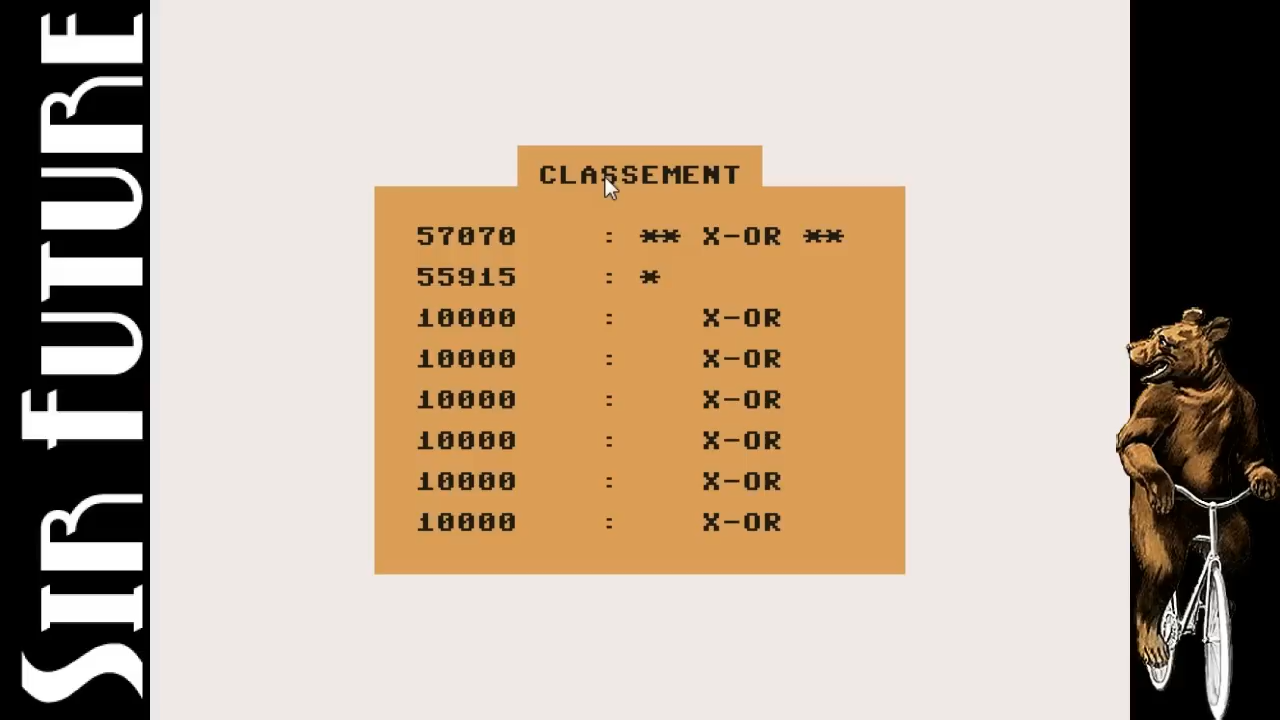 SIR FUTURE
CLASSEMENT
57070 : ** X-OR **
55915 : *
10000 : X-OR
10000 : X-OR
10000 : X-OR
10000 : X-OR
10000 : X-OR
10000 : X-OR